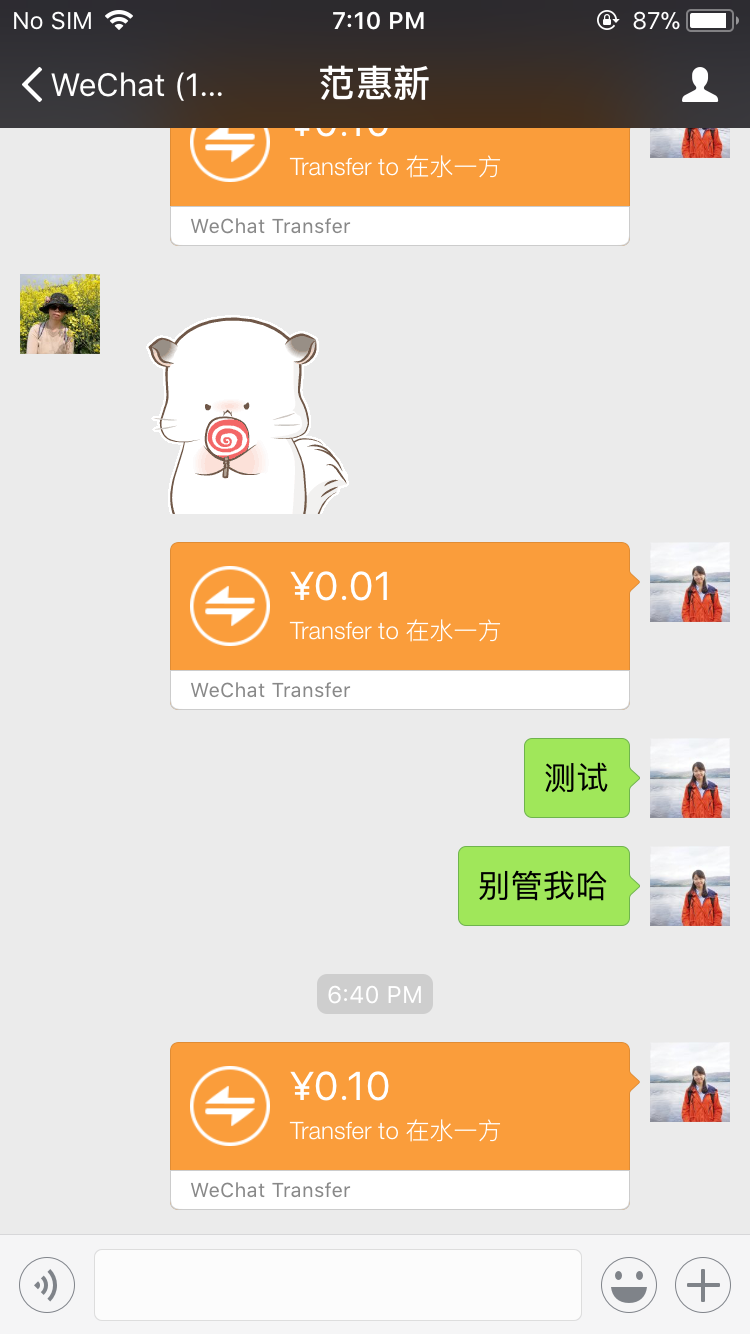 No SIM 7:10 PM 87%
WeChat (1... 范惠新
¥0.10
Transfer to 在水一方
WeChat Transfer
¥0.01
Transfer to 在水一方
WeChat Transfer
测试
别管我哈
6:40 PM
¥0.10
Transfer to 在水一方
WeChat Transfer